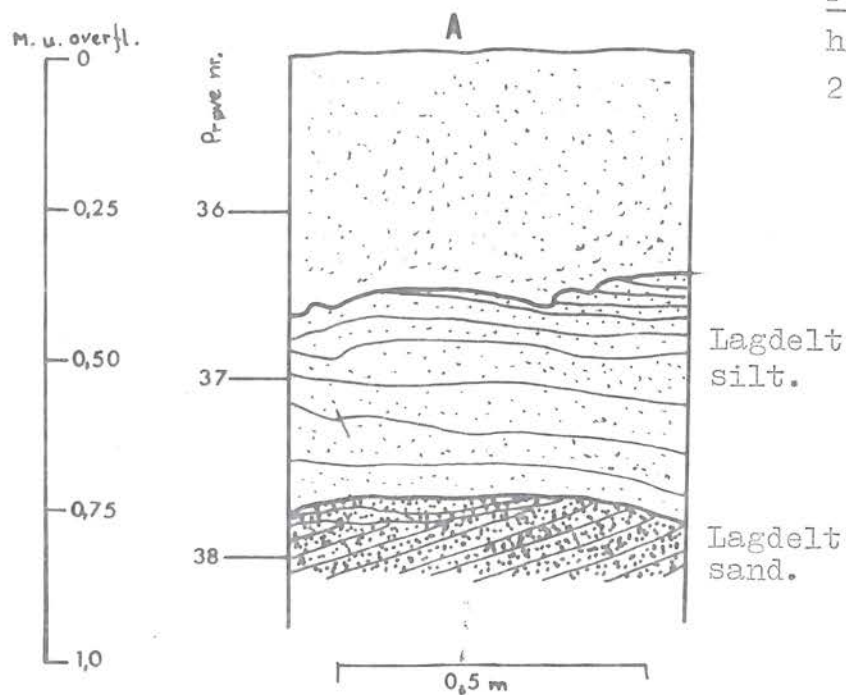 A
M. u. overfl.
0
0,25
0,50
0,75
1,0
Prøve nr.
36
37
38
h
2
Lagdelt
silt.
Lagdelt
sand.
0,5 m